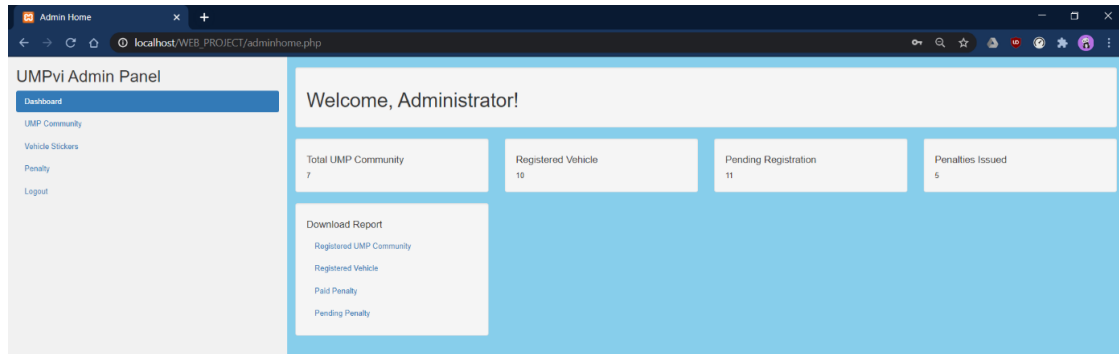 Admin Home
localhost/WEB_PROJECT/adminhome.php
UMPvi Admin Panel
Dashboard
UMP Community
Vehicle Stickers
Penalty
Logout
Welcome, Administrator!
Total UMP Community
7
Registered Vehicle
10
Pending Registration
11
Penalties Issued
5
Download Report
Registered UMP Community
Registered Vehicle
Paid Penalty
Pending Penalty